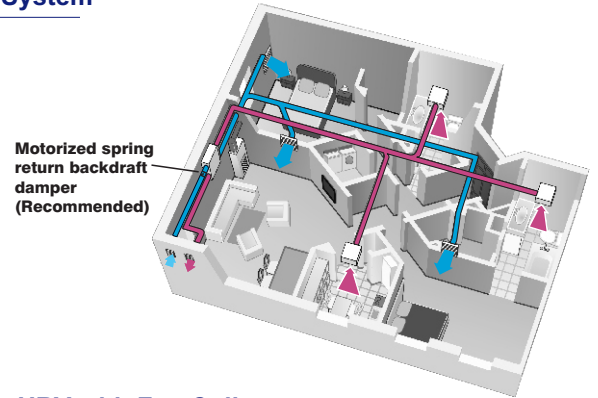 System
Motorized spring
return backdraft
damper
(Recommended)